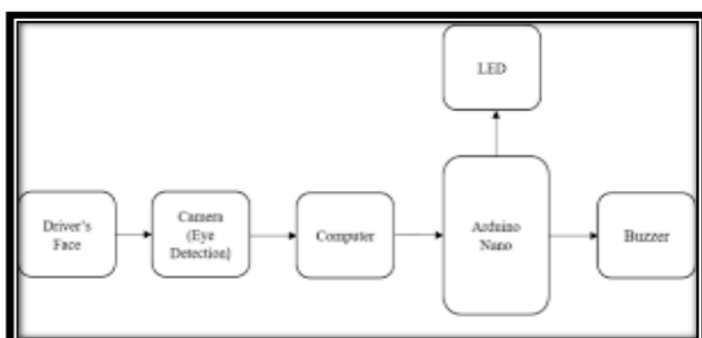 LED
Driver's
Face
Camera
(Eye
Detection)
Computer
Arduino
Nano
Buzzer